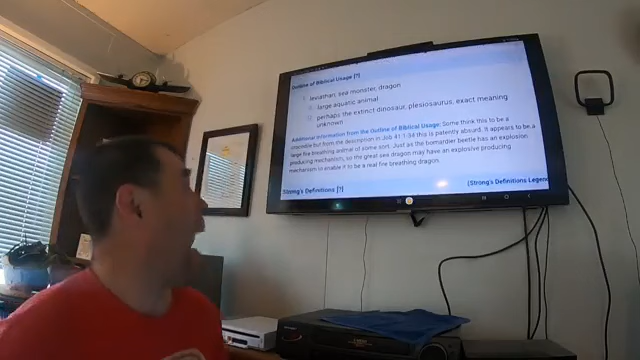 Outline of Biblical Usage [?]
leviathan, sea monster, dragon
large aquatic animal
perhaps the extinct dinosaur, plesiosaurus, exact meaning
unknown
Additional Information from the Outline of Biblical Usage: Some think this to be a
crocodile but from the description in Job 41:1-34 this is patently absurd. It appears to be a
large fire breathing animal of some sort. Just as the bomardier beetle has an explosion
producing mechanism, so the great sea dragon may have an explosive producing
mechanism to enable it to be a real fire breathing dragon.
Strong's Definitions [?]
(Strong's Definitions Legen